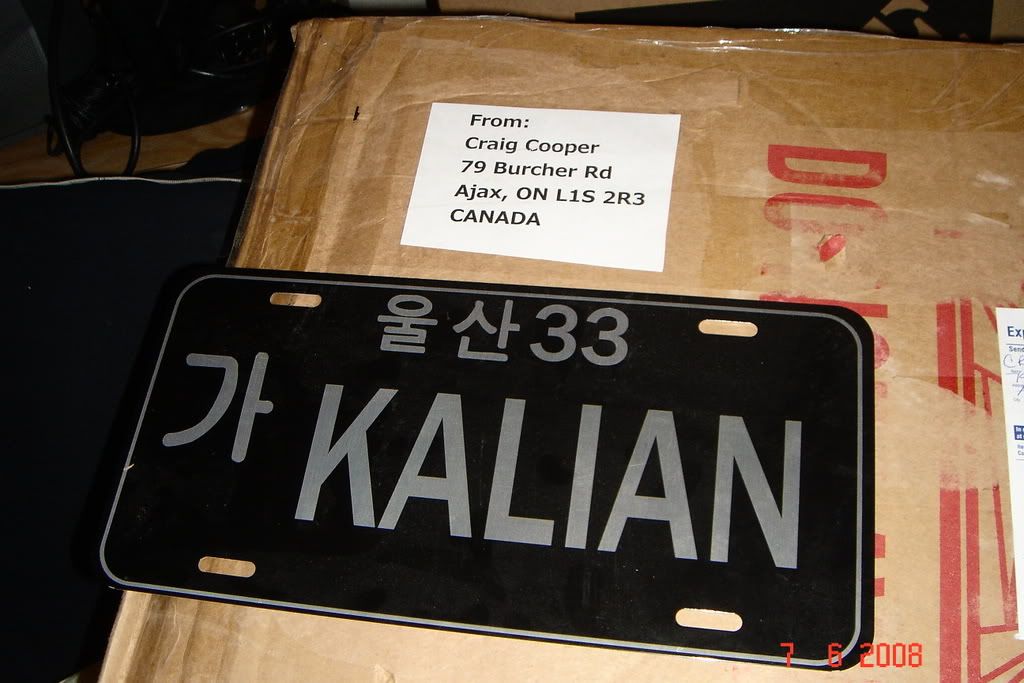 From:
Craig Cooper
79 Burcher Rd
Ajax, ON L1S 2R3
CANADA
울산33
가 KALIAN
7 6 2008